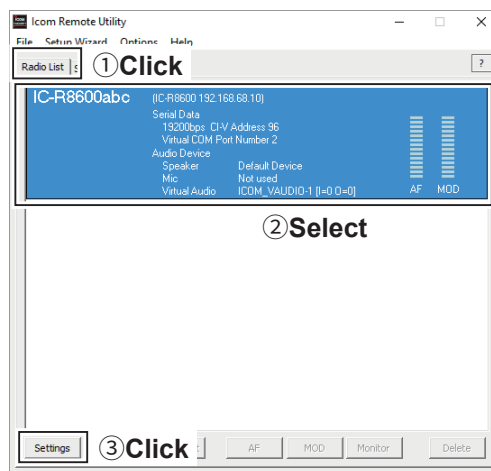 Icom Remote Utility
File Setup Wizard Options Help
Radio List ①Click ?
IC-R8600abc (IC-R8600 192.168.68.10)
Serial Data
19200bps CI-V Address 96
Virtual COM Port Number 2
Audio Device
Speaker Default Device
Mic Not used
Virtual Audio ICOM_VAUDIO-1 [I=0 O=0] AF MOD
②Select
Settings ③Click AF MOD Monitor Delete